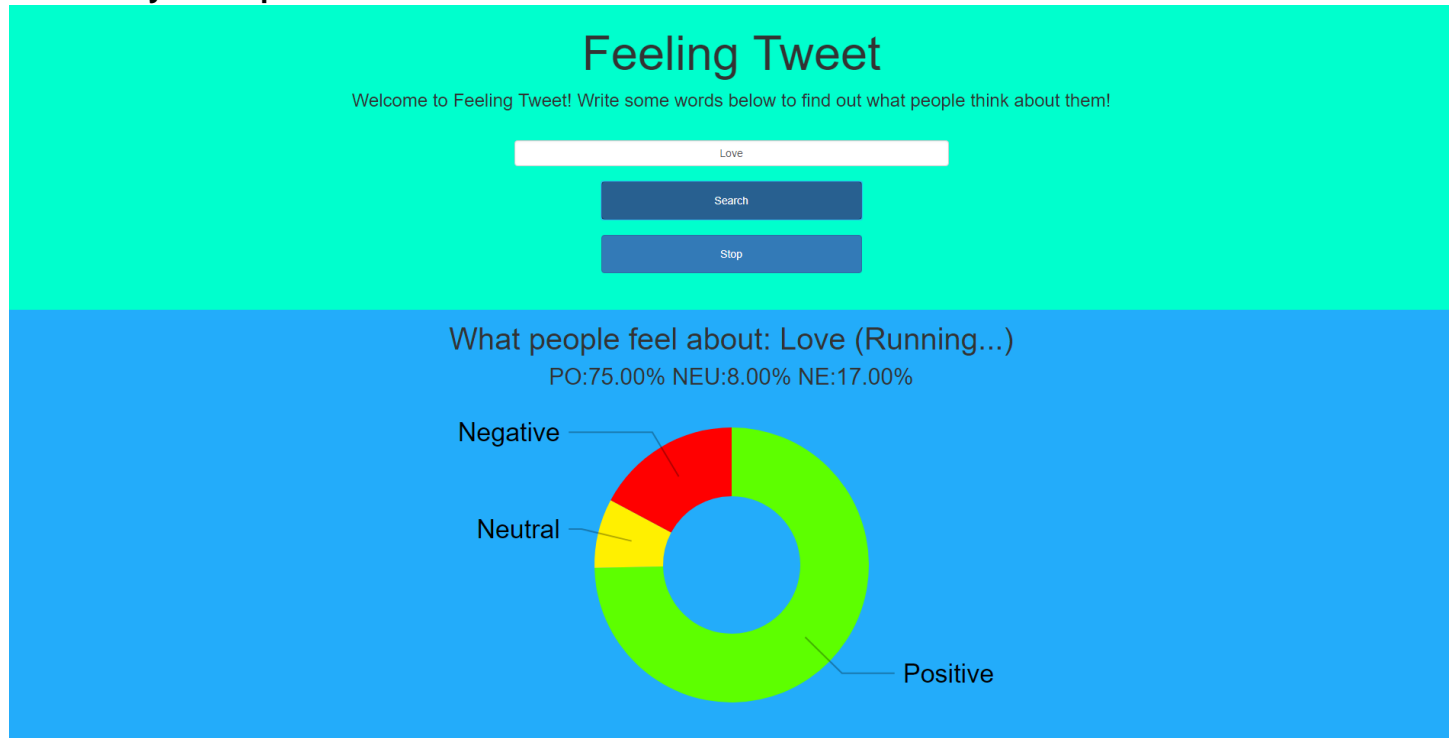 Feeling Tweet
Welcome to Feeling Tweet! Write some words below to find out what people think about them!
Love
Search
Stop
What people feel about: Love (Running...)
PO:75.00% NEU:8.00% NE:17.00%
Negative
Neutral
Positive